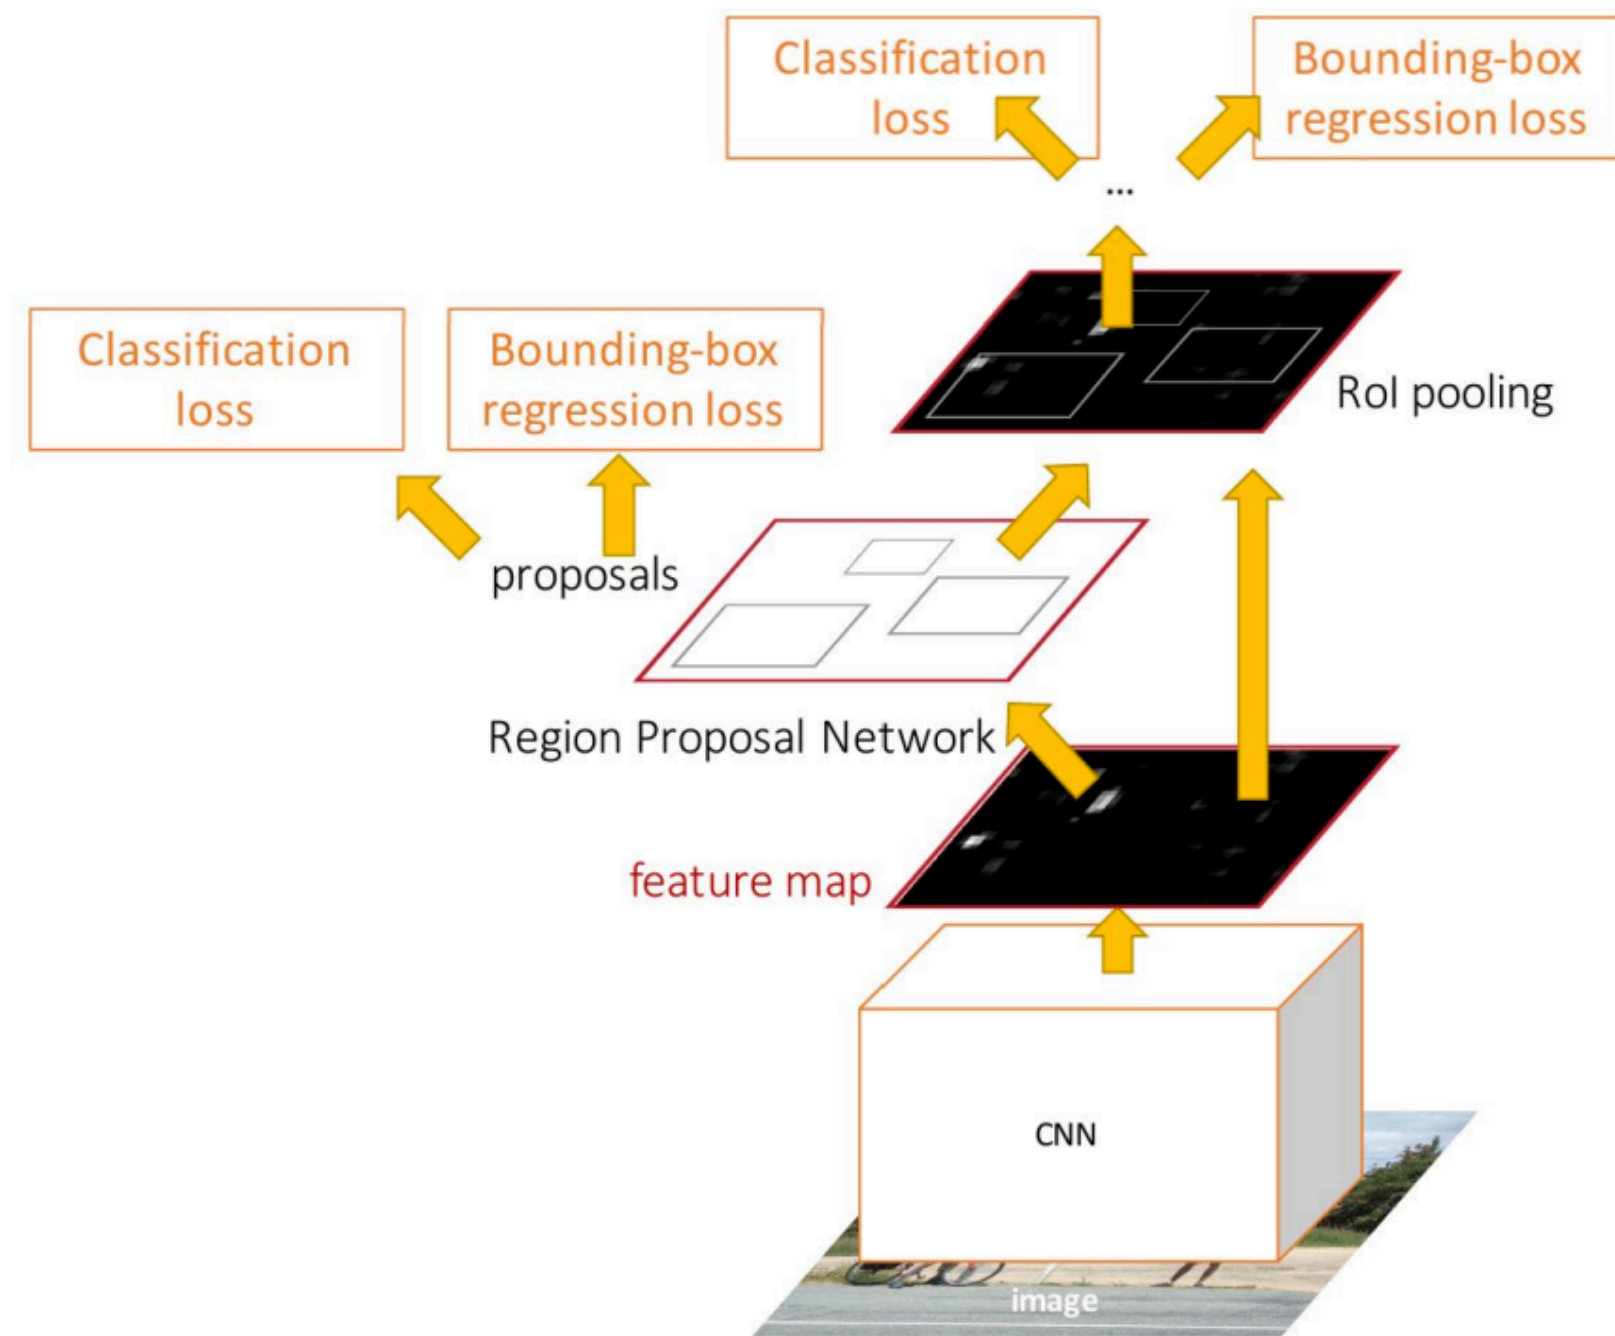 Classification
loss
Bounding-box
regression loss
...
Classification
loss
Bounding-box
regression loss
RoI pooling
proposals
Region Proposal Network
feature map
CNN
image